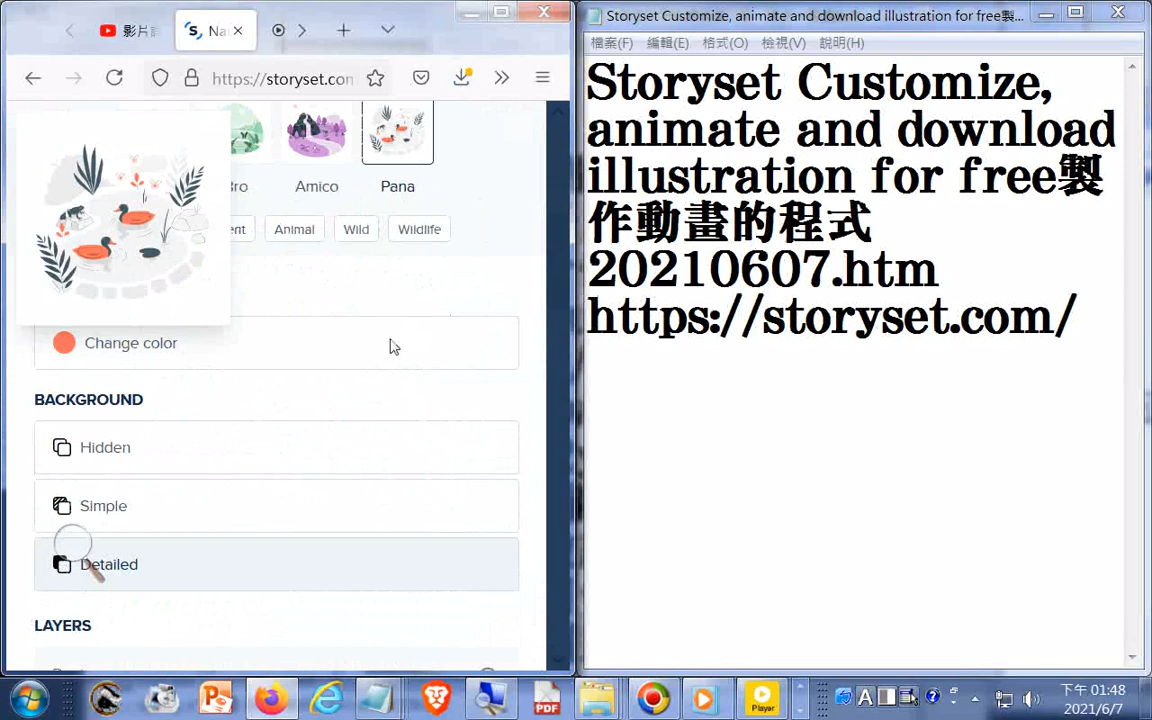 影片
Na
https://storyset.com
Bro
Amico
Pana
ent
Animal
Wild
Wildlife
Change color
BACKGROUND
Hidden
Simple
Detailed
LAYERS
Storyset Customize, animate and download illustration for free製...
檔案(F) 編輯(E) 格式(O) 檢視(V) 說明(H)
Storyset Customize,
animate and download
illustration for free製
作動畫的程式
20210607.htm
https://storyset.com/
PDF
Player
A
下午 01:48
2021/6/7